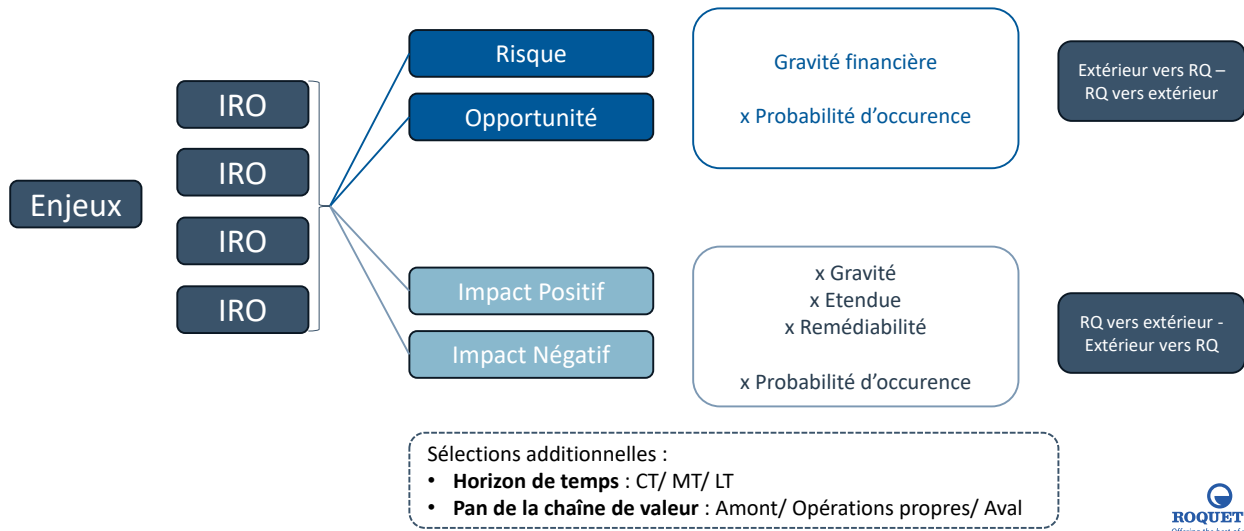 Enjeux
IRO
IRO
IRO
IRO
Risque
Opportunité
Gravité financière
x Probabilité d'occurence
Extérieur vers RQ –
RQ vers extérieur
Impact Positif
Impact Négatif
x Gravité
x Etendue
x Remédiabilité
x Probabilité d'occurence
RQ vers extérieur -
Extérieur vers RQ
Sélections additionnelles :
• Horizon de temps : CT/ MT/ LT
• Pan de la chaîne de valeur : Amont/ Opérations propres/ Aval
ROQUET